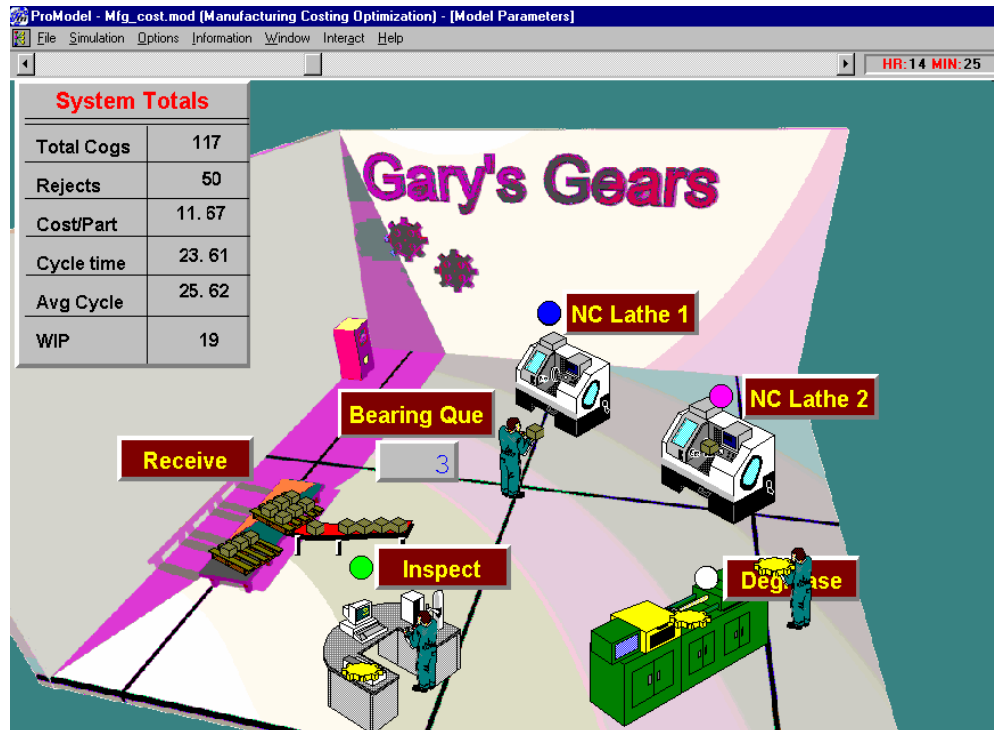 ProModel - Mfg_cost.mod (Manufacturing Costing Optimization) - [Model Parameters]
File Simulation Options Information Window Interact Help
HR:14 MIN:25
System Totals
Total Cogs 117
Rejects 50
Cost/Part 11.67
Cycle time 23.61
Avg Cycle 25.62
WIP 19
Gary's Gears
NC Lathe 1
NC Lathe 2
Bearing Que
3
Receive
Inspect